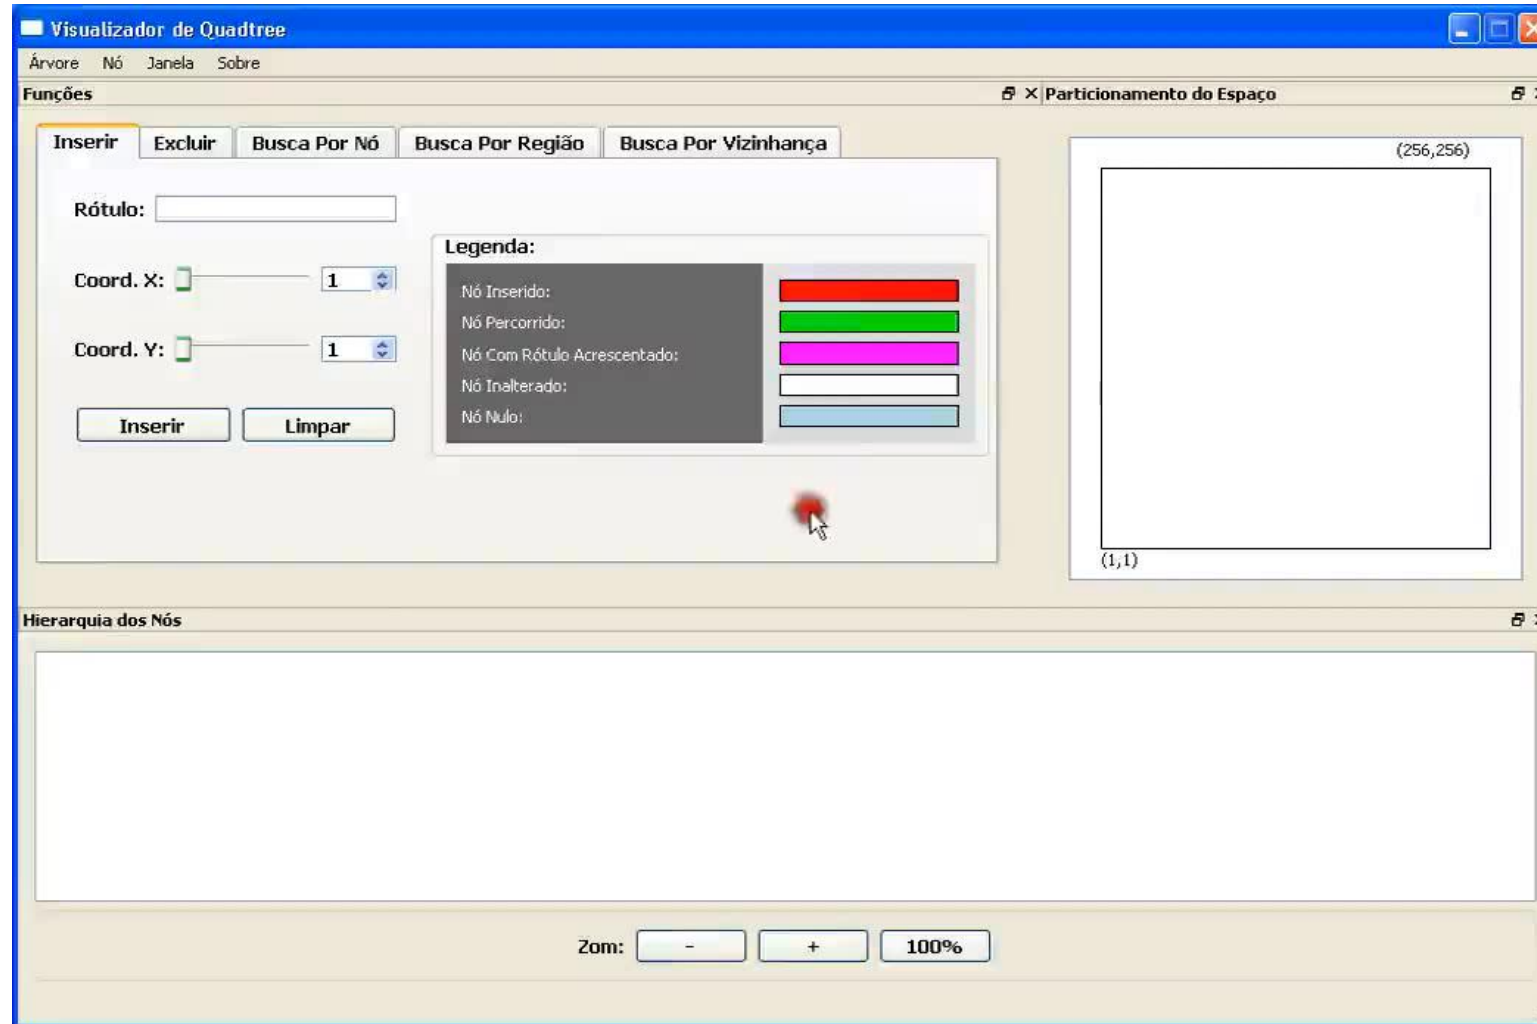 Visualizador de Quadtree
Árvore Nó Janela Sobre
Funções
Particionamento do Espaço
Inserir Excluir Busca Por Nó Busca Por Região Busca Por Vizinhança
(256,256)
Rótulo:
Legenda:
Coord. X: 1
Nó Inserido:
Nó Percorrido:
Coord. Y: 1
Nó Com Rótulo Acrescentado:
Nó Inalterado:
Nó Nulo:
Inserir Limpar
(1,1)
Hierarquia dos Nós
Zom: - + 100%